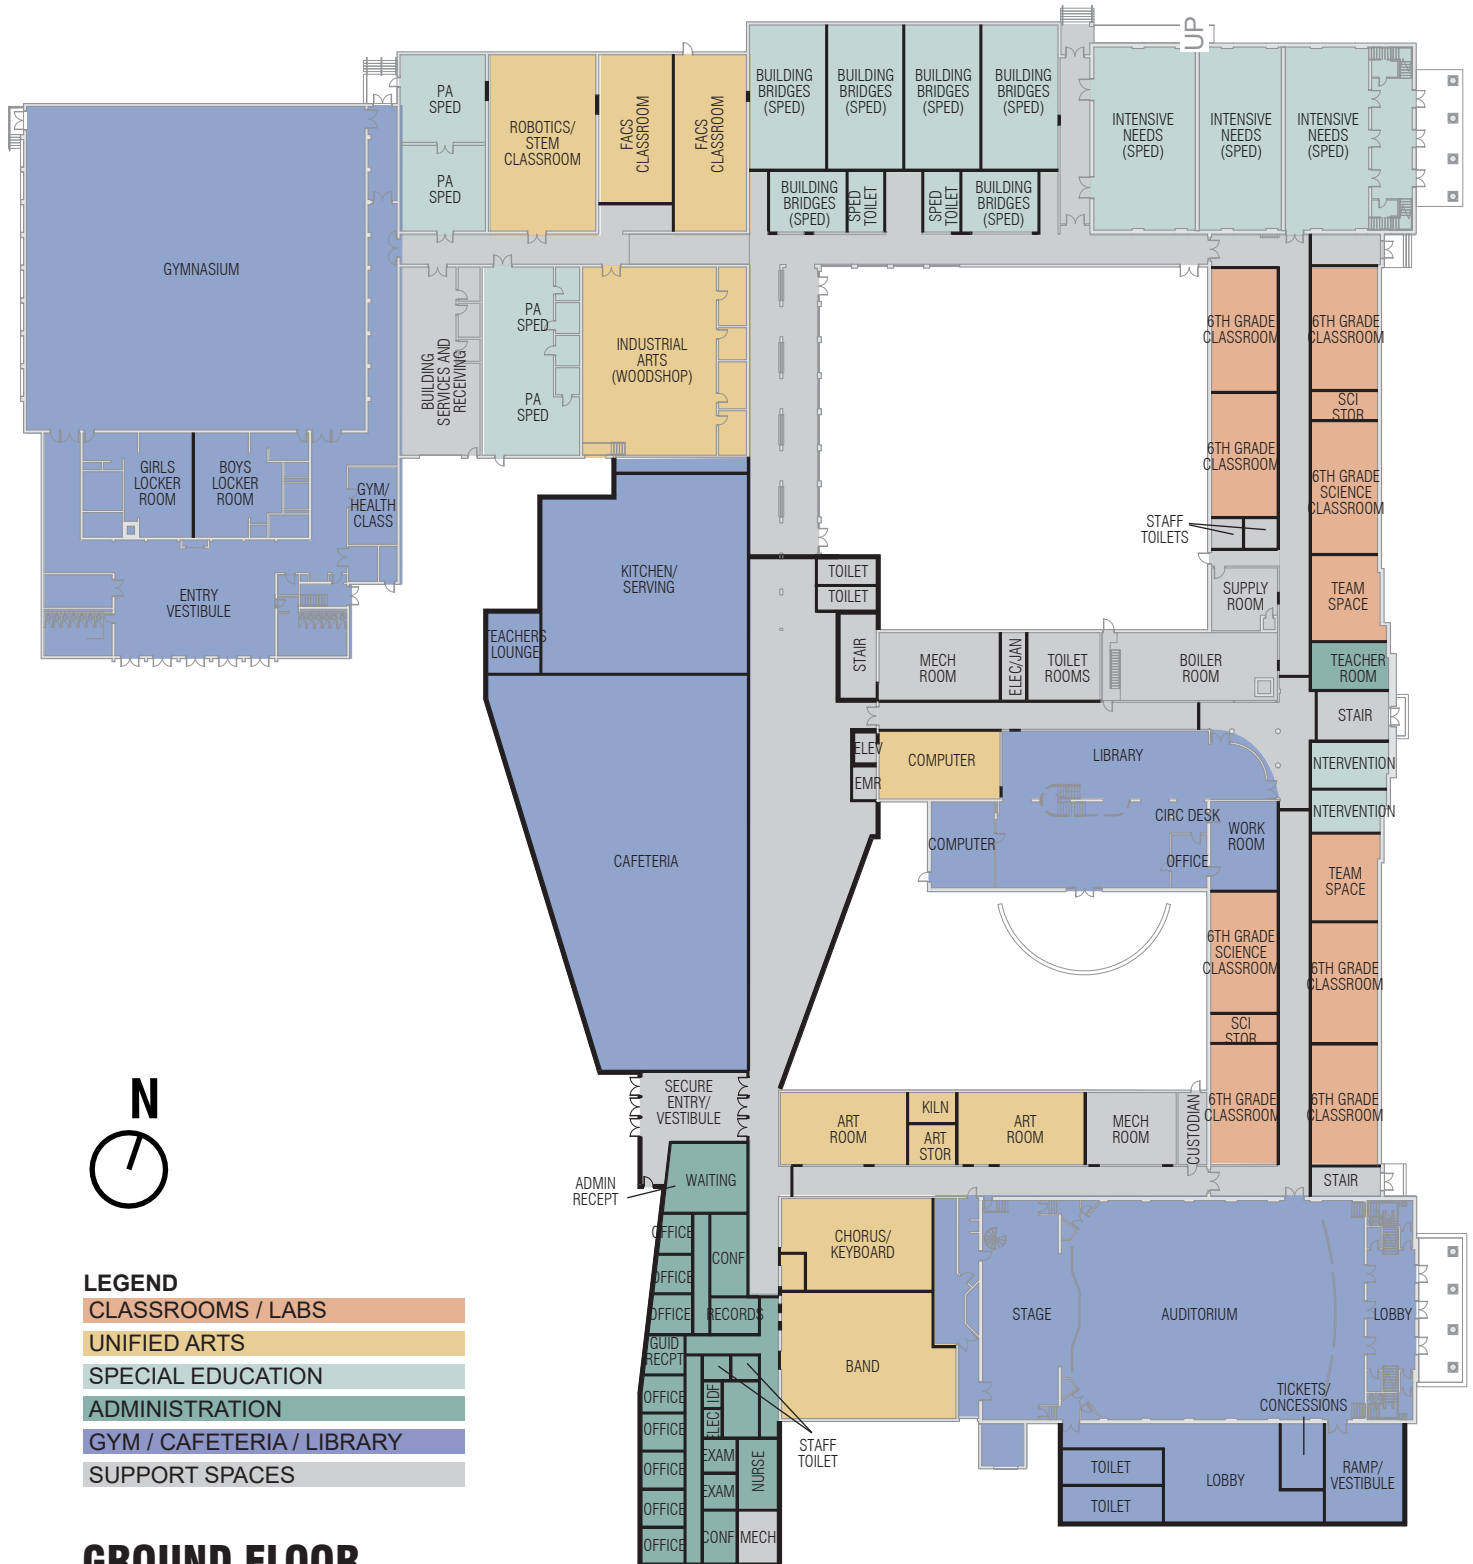 UP
PA
SPED
ROBOTICS/
STEM
CLASSROOM
FACS
CLASSROOM
FACS
CLASSROOM
BUILDING
BRIDGES
(SPED)
BUILDING
BRIDGES
(SPED)
BUILDING
BRIDGES
(SPED)
BUILDING
BRIDGES
(SPED)
INTENSIVE
NEEDS
(SPED)
INTENSIVE
NEEDS
(SPED)
INTENSIVE
NEEDS
(SPED)
PA
SPED
BUILDING
BRIDGES
(SPED)
SPED
TOILET
SPED
TOILET
BUILDING
BRIDGES
(SPED)
GYMNASIUM
BUILDING
SERVICES AND
RECEIVING
PA
SPED
PA
SPED
INDUSTRIAL
ARTS
(WOODSHOP)
6TH GRADE
CLASSROOM
6TH GRADE
CLASSROOM
SCI
STOR
6TH GRADE
CLASSROOM
6TH GRADE
SCIENCE
CLASSROOM
GIRLS
LOCKER
ROOM
BOYS
LOCKER
ROOM
GYM/
HEALTH
CLASS
STAFF
TOILETS
ENTRY
VESTIBULE
KITCHEN/
SERVING
TOILET
TOILET
SUPPLY
ROOM
TEAM
SPACE
TEACHERS
LOUNGE
STAIR
MECH
ROOM
ELEC/JAN
TOILET
ROOMS
BOILER
ROOM
TEACHER
ROOM
STAIR
ELEV
EMR
COMPUTER
LIBRARY
NTERVENTION
NTERVENTION
CIRC DESK
COMPUTER
OFFICE
WORK
ROOM
CAFETERIA
TEAM
SPACE
6TH GRADE
SCIENCE
CLASSROOM
6TH GRADE
CLASSROOM
SCI
STOR
6TH GRADE
CLASSROOM
6TH GRADE
CLASSROOM
SECURE
ENTRY/
VESTIBULE
ART
ROOM
KILN
ART
STOR
ART
ROOM
MECH
ROOM
CUSTODIAN
STAIR
N
ADMIN
RECEPT
WAITING
OFFICE
OFFICE
OFFICE
CONF
RECORDS
CHORUS/
KEYBOARD
BAND
STAGE
AUDITORIUM
LOBBY
GUID
RECPT
OFFICE
OFFICE
OFFICE
OFFICE
OFFICE
IDF
ELEC
EXAM
EXAM
NURSE
CONF
MECH
STAFF
TOILET
TICKETS/
CONCESSIONS
TOILET
TOILET
LOBBY
RAMP/
VESTIBULE
LEGEND
CLASSROOMS / LABS
UNIFIED ARTS
SPECIAL EDUCATION
ADMINISTRATION
GYM / CAFETERIA / LIBRARY
SUPPORT SPACES
GROUND FLOOR